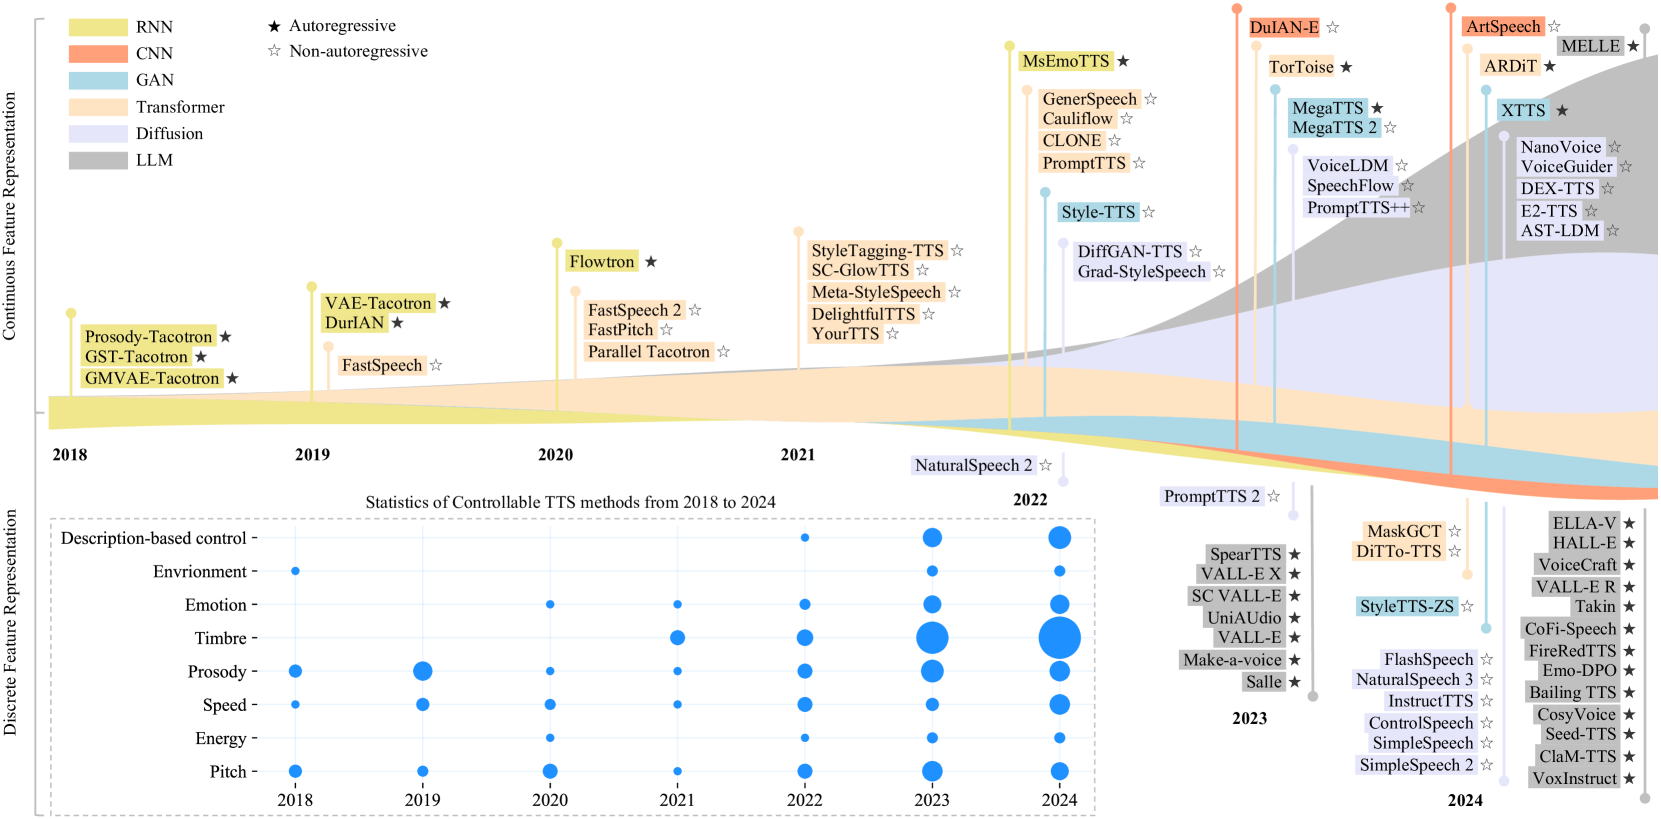 Continuous Feature Representation
RNN
CNN
GAN
Transformer
Diffusion
LLM
★ Autoregressive
☆ Non-autoregressive
Prosody-Tacotron ★
GST-Tacotron ★
GMVAE-Tacotron ★
VAE-Tacotron ★
DurIAN ★
FastSpeech ☆
Flowtron ★
FastSpeech 2 ☆
FastPitch ☆
Parallel Tacotron ☆
StyleTagging-TTS ☆
SC-GlowTTS ☆
Meta-StyleSpeech ☆
DelightfulTTS ☆
YourTTS ☆
MsEmoTTS ★
GenerSpeech ☆
Cauliflow ☆
CLONE ☆
PromptTTS ☆
Style-TTS ☆
DiffGAN-TTS ☆
Grad-StyleSpeech ☆
DuIAN-E ☆
TorToise ★
MegaTTS ★
MegaTTS 2 ☆
VoiceLDM ☆
SpeechFlow ☆
PromptTTS++ ☆
ArtSpeech ☆
MELLE ★
ARDiT ★
XTTS ★
NanoVoice ☆
VoiceGuider ☆
DEX-TTS ☆
E2-TTS ☆
AST-LDM ☆
2018
2019
2020
2021
2022
2023
2024
Discrete Feature Representation
NaturalSpeech 2 ☆
PromptTTS 2 ☆
SpearTTS ★
VALL-E X ★
SC VALL-E ★
UniAUdio ★
VALL-E ★
Make-a-voice ★
Salle ★
MaskGCT ☆
DiTTo-TTS ☆
StyleTTS-ZS ☆
FlashSpeech ☆
NaturalSpeech 3 ☆
InstructTTS ☆
ControlSpeech ☆
SimpleSpeech ☆
SimpleSpeech 2 ☆
ELLA-V ★
HALL-E ★
VoiceCraft ★
VALL-E R ★
Takin ★
CoFi-Speech ★
FireRedTTS ★
Emo-DPO ★
Bailing TTS ★
CosyVoice ★
Seed-TTS ★
ClaM-TTS ★
VoxInstruct ★
Statistics of Controllable TTS methods from 2018 to 2024
Description-based control
Envrionment
Emotion
Timbre
Prosody
Speed
Energy
Pitch
2018 2019 2020 2021 2022 2023 2024